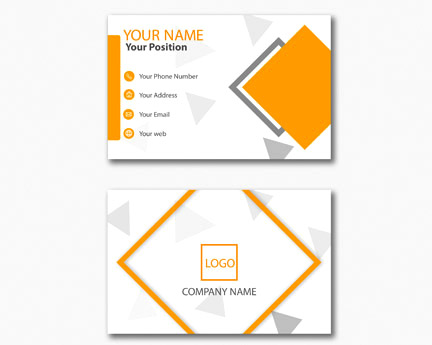 YOUR NAME
Your Position
Your Phone Number
Your Address
Your Email
Your web
LOGO
COMPANY NAME